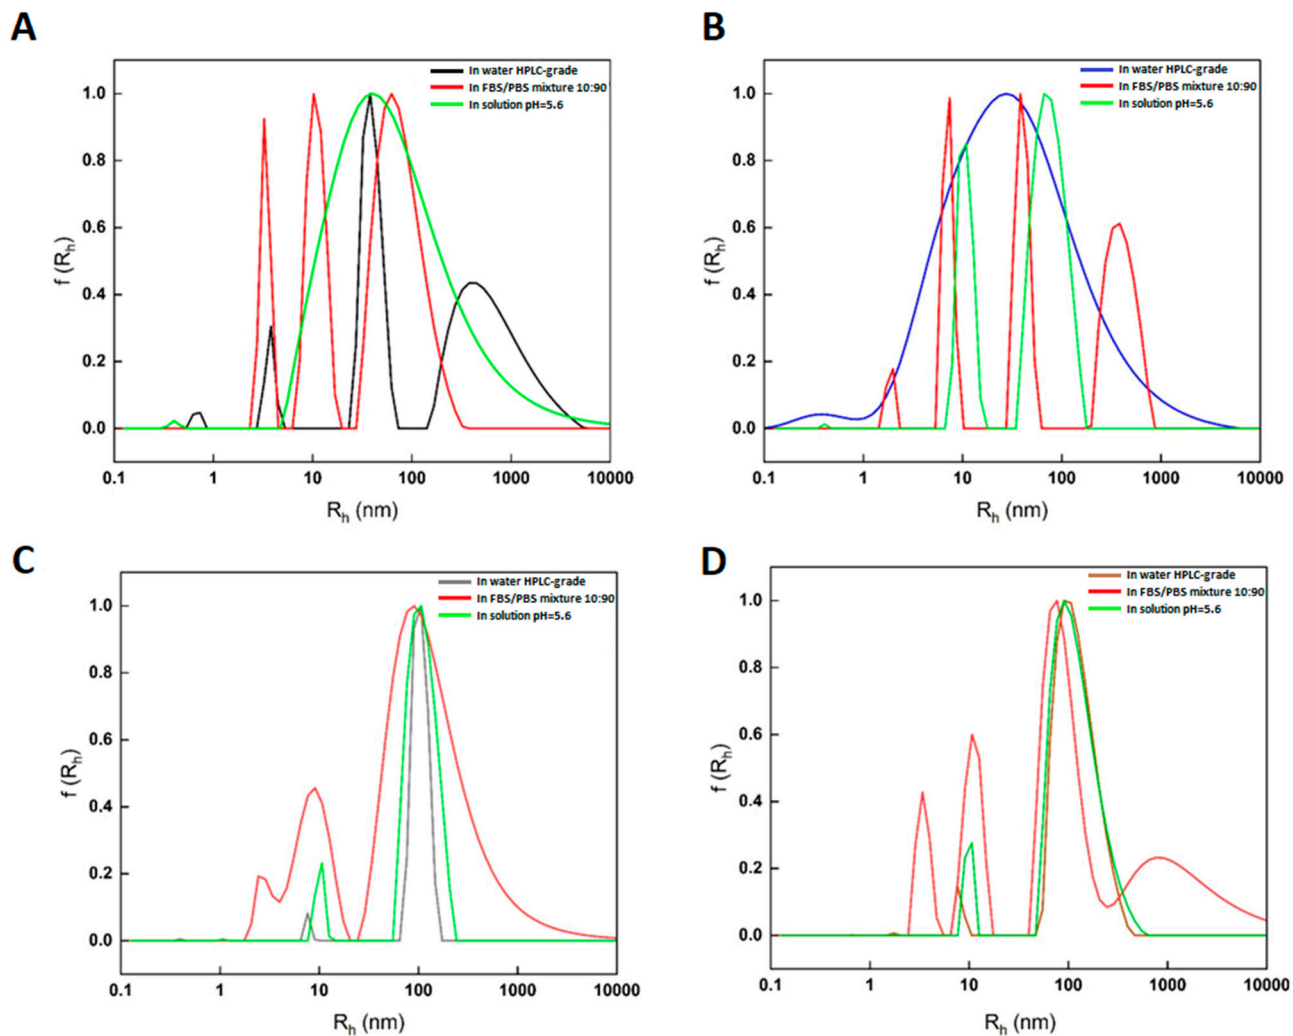 A
In water HPLC-grade
In FBS/PBS mixture 10:90
In solution pH=5.6
1.0
0.8
0.6
0.4
0.2
0.0
f (Rh)
0.1 1 10 100 1000 10000
Rh (nm)
B
In water HPLC-grade
In FBS/PBS mixture 10:90
In solution pH=5.6
1.0
0.8
0.6
0.4
0.2
0.0
f (Rh)
0.1 1 10 100 1000 10000
Rh (nm)
C
In water HPLC-grade
In FBS/PBS mixture 10:90
In solution pH=5.6
1.0
0.8
0.6
0.4
0.2
0.0
f (Rh)
0.1 1 10 100 1000 10000
Rh (nm)
D
In water HPLC-grade
In FBS/PBS mixture 10:90
In solution pH=5.6
1.0
0.8
0.6
0.4
0.2
0.0
f (Rh)
0.1 1 10 100 1000 10000
Rh (nm)